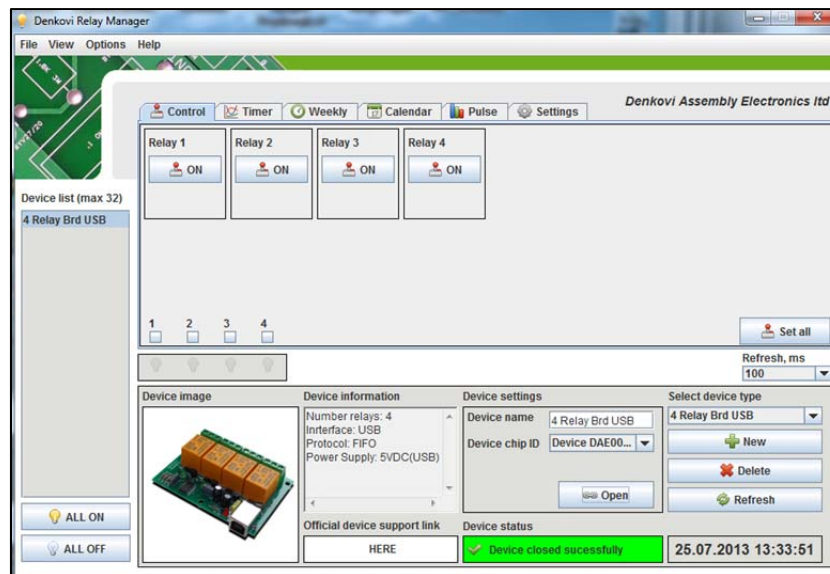 Denkovi Relay Manager
File View Options Help
Denkovi Assembly Electronics ltd
Control Timer Weekly Calendar Pulse Settings
Relay 1 Relay 2 Relay 3 Relay 4
ON ON ON ON
Device list (max 32)
4 Relay Brd USB
1 2 3 4
Set all
Refresh, ms
100
Device image
Device information
Number relays: 4
Inrterface: USB
Protocol: FIFO
Power Supply: 5VDC(USB)
Official device support link
HERE
Device settings
Device name 4 Relay Brd USB
Device chip ID Device DAE00...
Open
Device status
Device closed sucessfully
Select device type
4 Relay Brd USB
New
Delete
Refresh
25.07.2013 13:33:51
ALL ON
ALL OFF